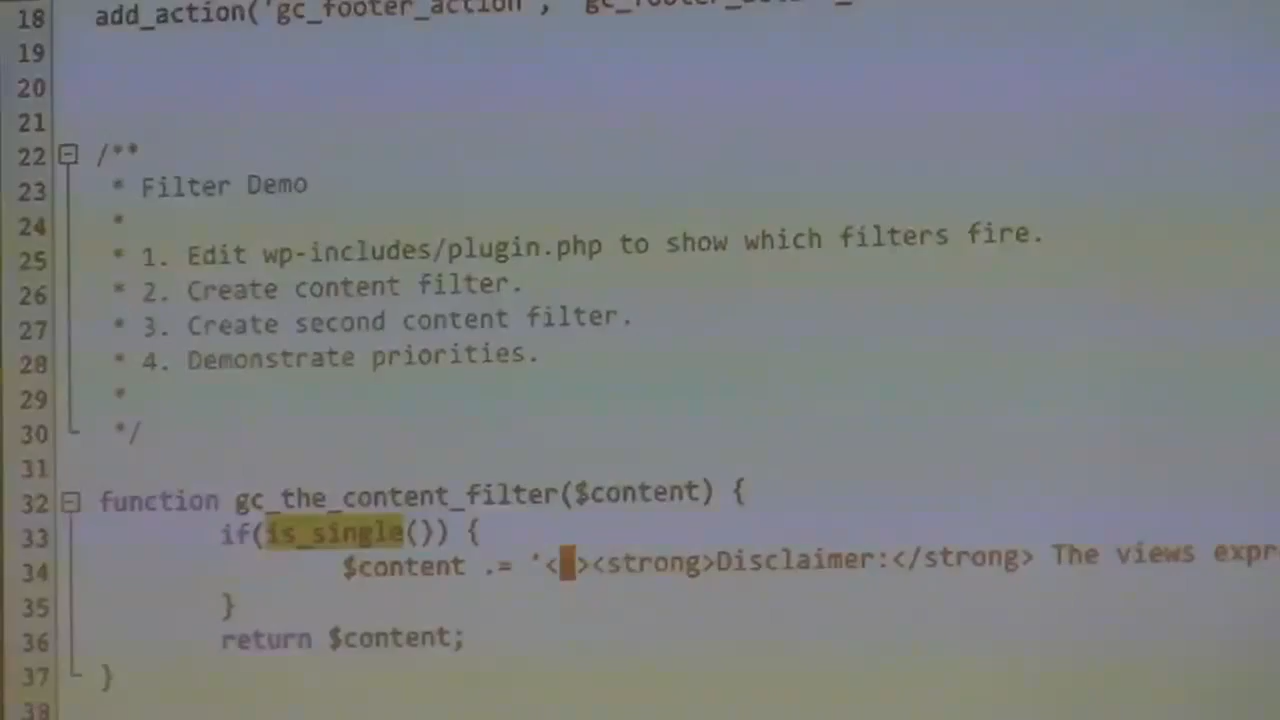 18 add_action('gc_footer_action',
19
20
21
22 /**
23 * Filter Demo
24 *
25 * 1. Edit wp-includes/plugin.php to show which filters fire.
26 * 2. Create content filter.
27 * 3. Create second content filter.
28 * 4. Demonstrate priorities.
29 *
30 */
31
32 function gc_the_content_filter($content) {
33 if(is_single()) {
34 $content .= '< ><strong>Disclaimer:</strong> The views expr
35 }
36 return $content;
37 }
38